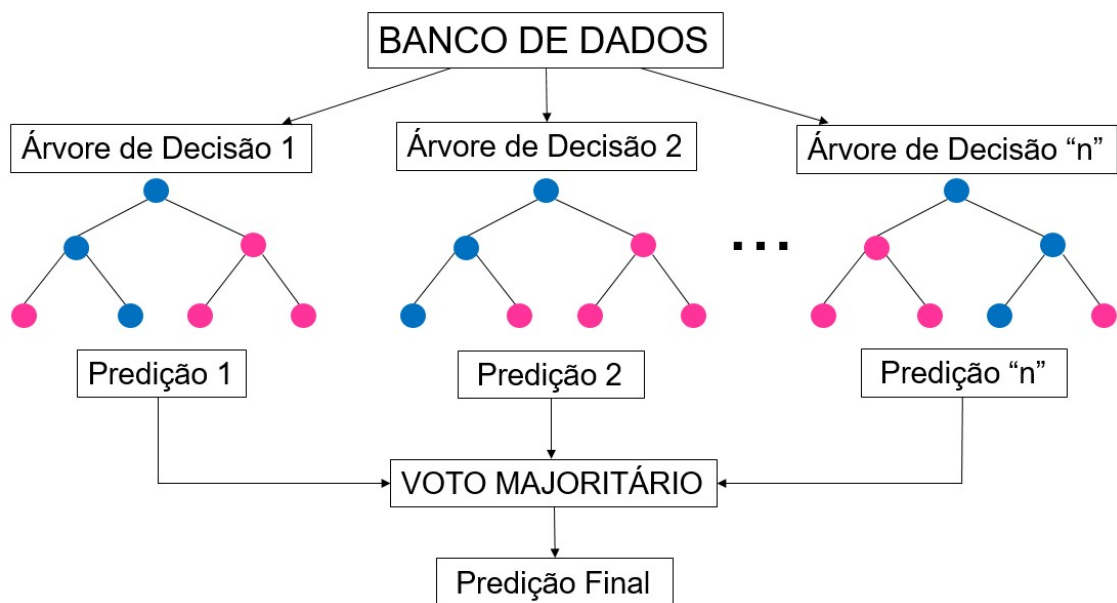 BANCO DE DADOS
Árvore de Decisão 1
Árvore de Decisão 2
Árvore de Decisão “n”
...
Predição 1
Predição 2
Predição “n”
VOTO MAJORITÁRIO
Predição Final